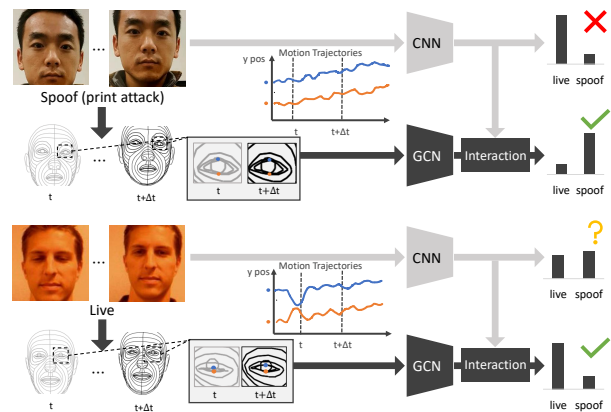 ...
y pos
Motion Trajectories
CNN
live spoof
Spoof (print attack)
t
t+Δt
...
t
t+Δt
t
t+Δt
GCN
Interaction
live spoof
...
y pos
Motion Trajectories
CNN
?
live spoof
Live
t
t+Δt
...
t
t+Δt
t
t+Δt
GCN
Interaction
live spoof